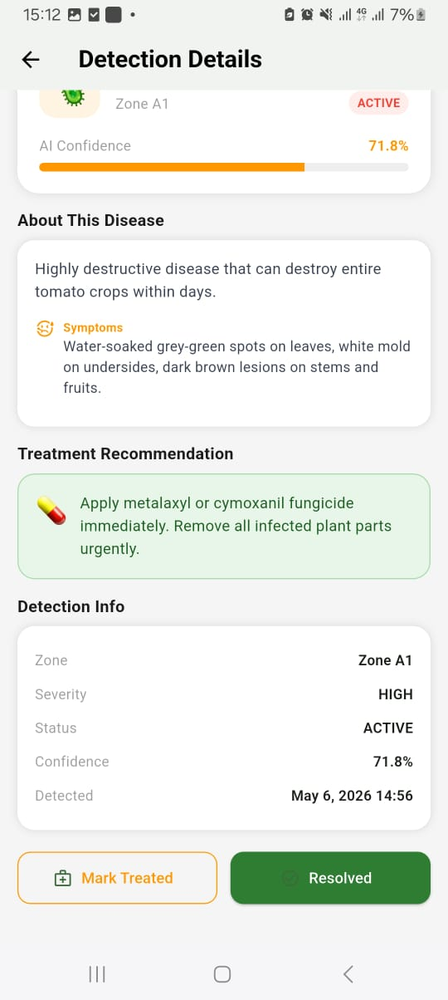 15:12 4G 7%
Detection Details
Zone A1 ACTIVE
AI Confidence 71.8%
About This Disease
Highly destructive disease that can destroy entire
tomato crops within days.
Symptoms
Water-soaked grey-green spots on leaves, white mold
on undersides, dark brown lesions on stems and
fruits.
Treatment Recommendation
Apply metalaxyl or cymoxanil fungicide
immediately. Remove all infected plant parts
urgently.
Detection Info
Zone Zone A1
Severity HIGH
Status ACTIVE
Confidence 71.8%
Detected May 6, 2026 14:56
Mark Treated Resolved